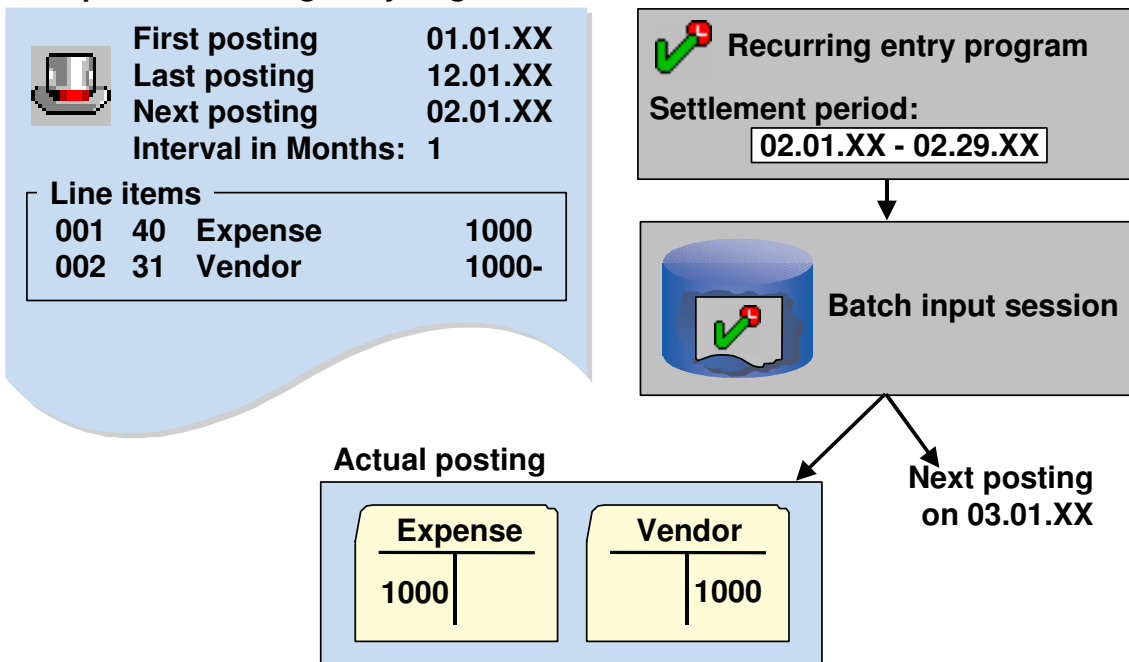 First posting 01.01.XX
Last posting 12.01.XX
Next posting 02.01.XX
Interval in Months: 1
Line items
001 40 Expense 1000
002 31 Vendor 1000-
Recurring entry program
Settlement period:
02.01.XX - 02.29.XX
Batch input session
Actual posting
Expense
1000
Vendor
1000
Next posting
on 03.01.XX